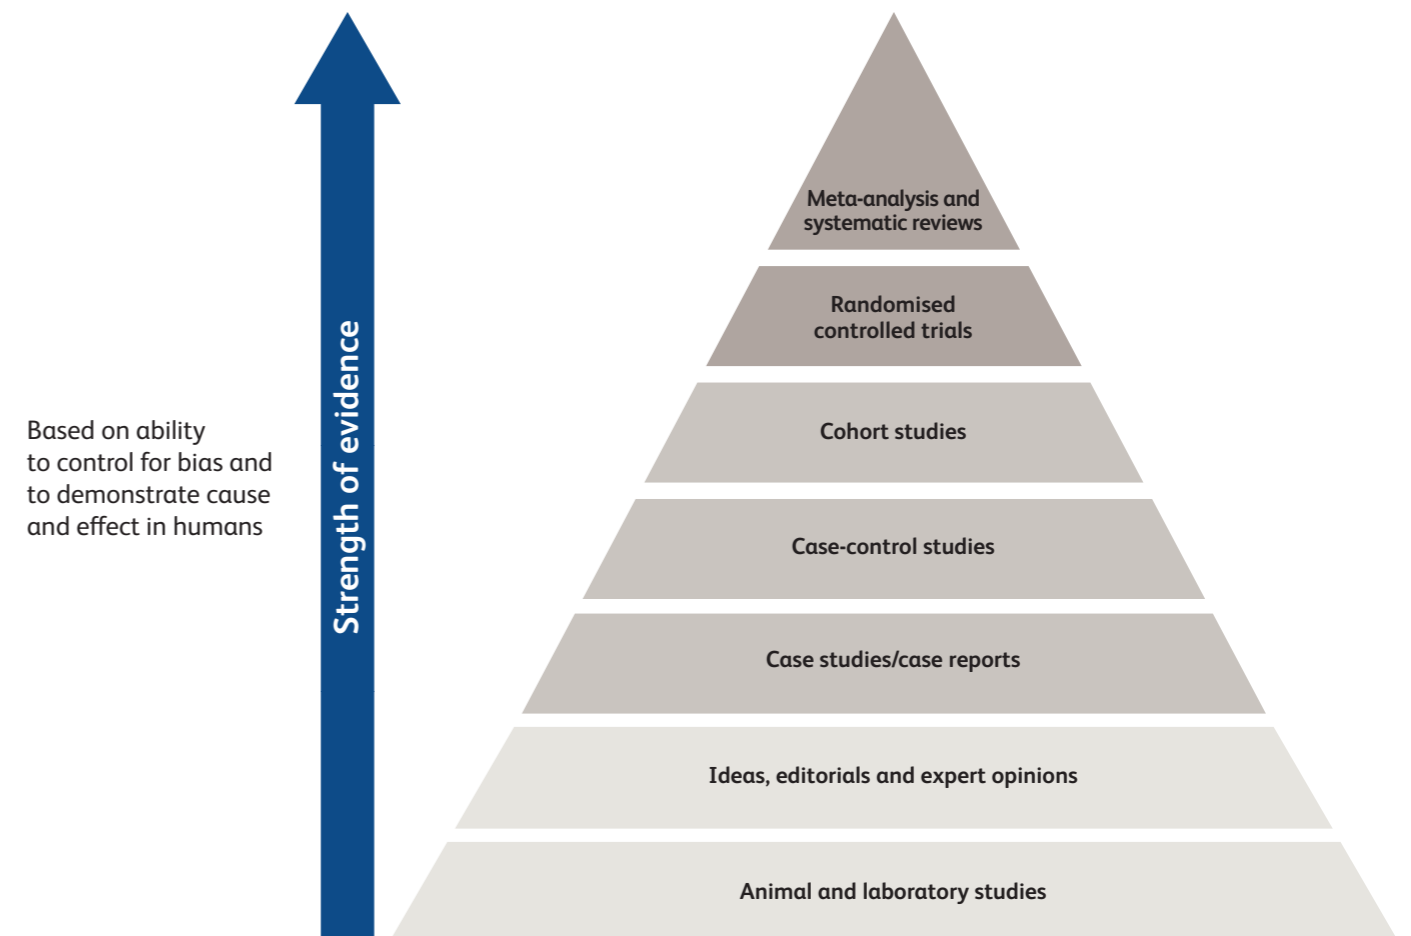 Meta-analysis and
systematic reviews
Randomised
controlled trials
Cohort studies
Case-control studies
Case studies/case reports
Ideas, editorials and expert opinions
Animal and laboratory studies
Strength of evidence
Based on ability
to control for bias and
to demonstrate cause
and effect in humans